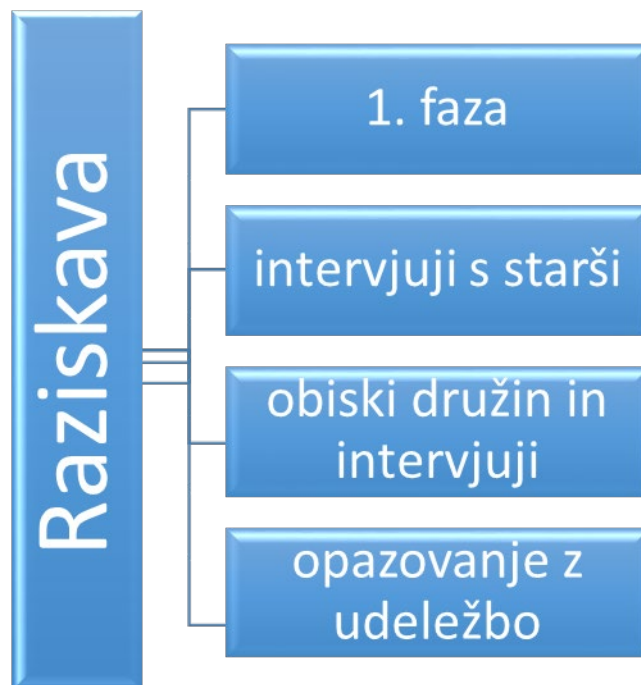 Raziskava
1. faza
intervjuji s starši
obiski družin in
intervjuji
opazovanje z
udeležbo